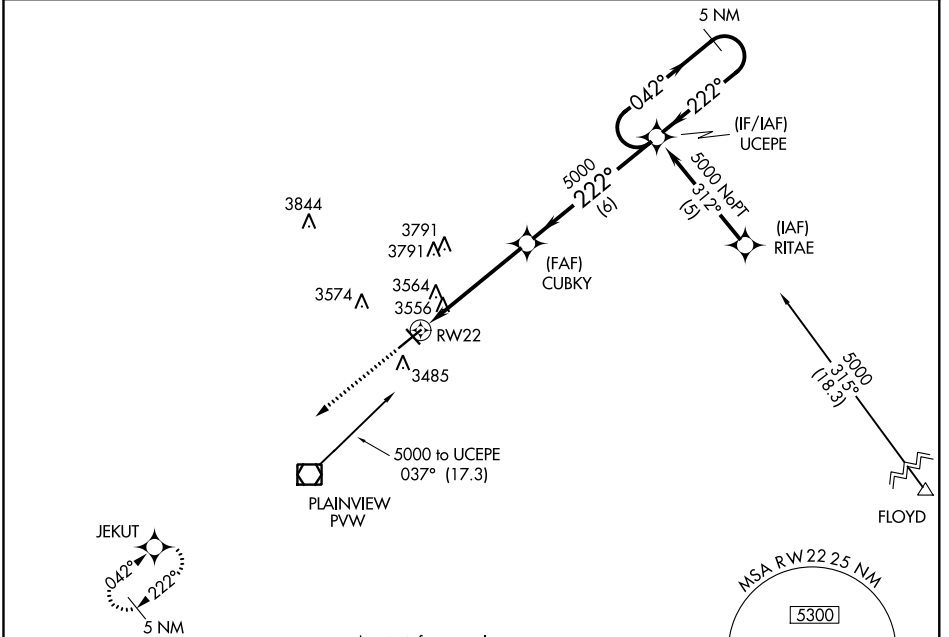 5 NM
042°
222°
(IF/IAF)
UCEPE
5000
222°
(6)
5000 NoPT
312°
(5)
(IAF)
RITAE
3844
3791
3791
(FAF)
CUBKY
3574
3564
3556
RW22
3485
5000
315°
(18.3)
5000 to UCEPE
037° (17.3)
PLAINVIEW
PVW
FLOYD
JEKUT
042°
222°
5 NM
MSA RW 22 25 NM
5300